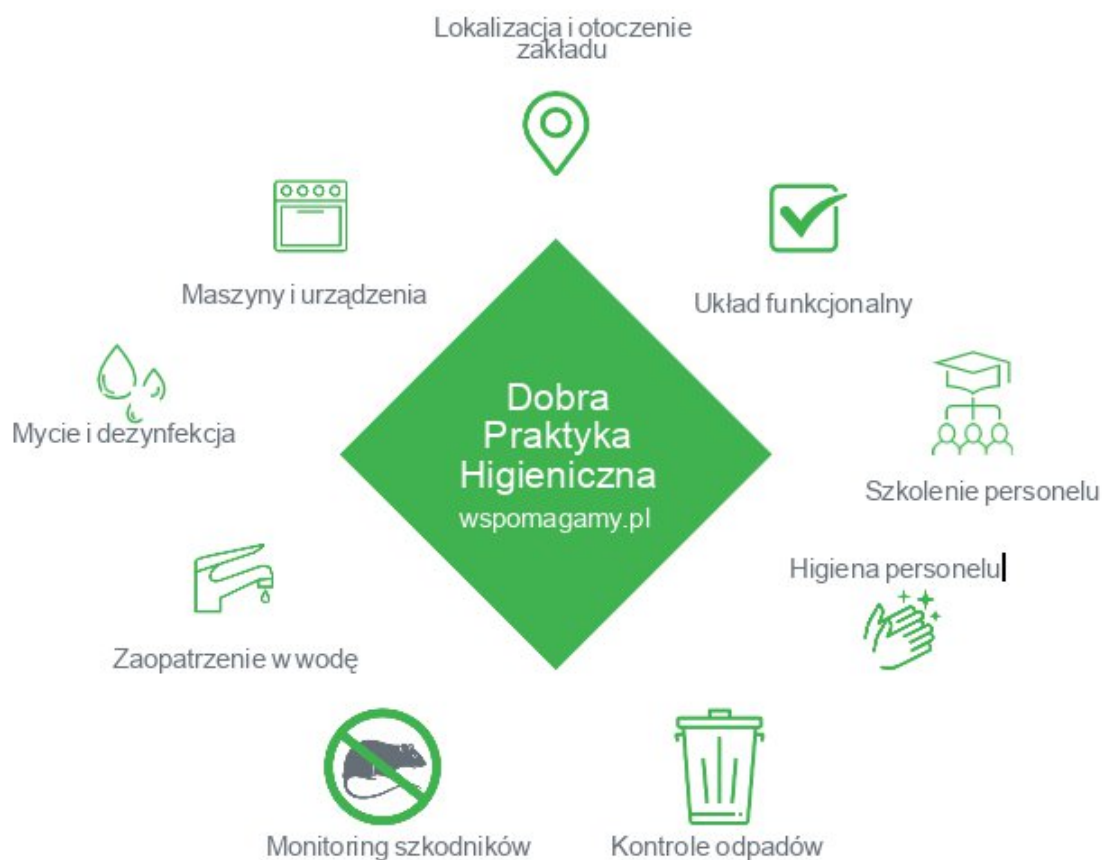 Lokalizacja i otoczenie
zakładu
Maszyny i urządzenia
Układ funkcjonalny
Mycie i dezynfekcja
Dobra
Praktyka
Higieniczna
wspomagamy.pl
Szkolenie personelu
Higiena personelu
Zaopatrzenie w wodę
Monitoring szkodników
Kontrole odpadów